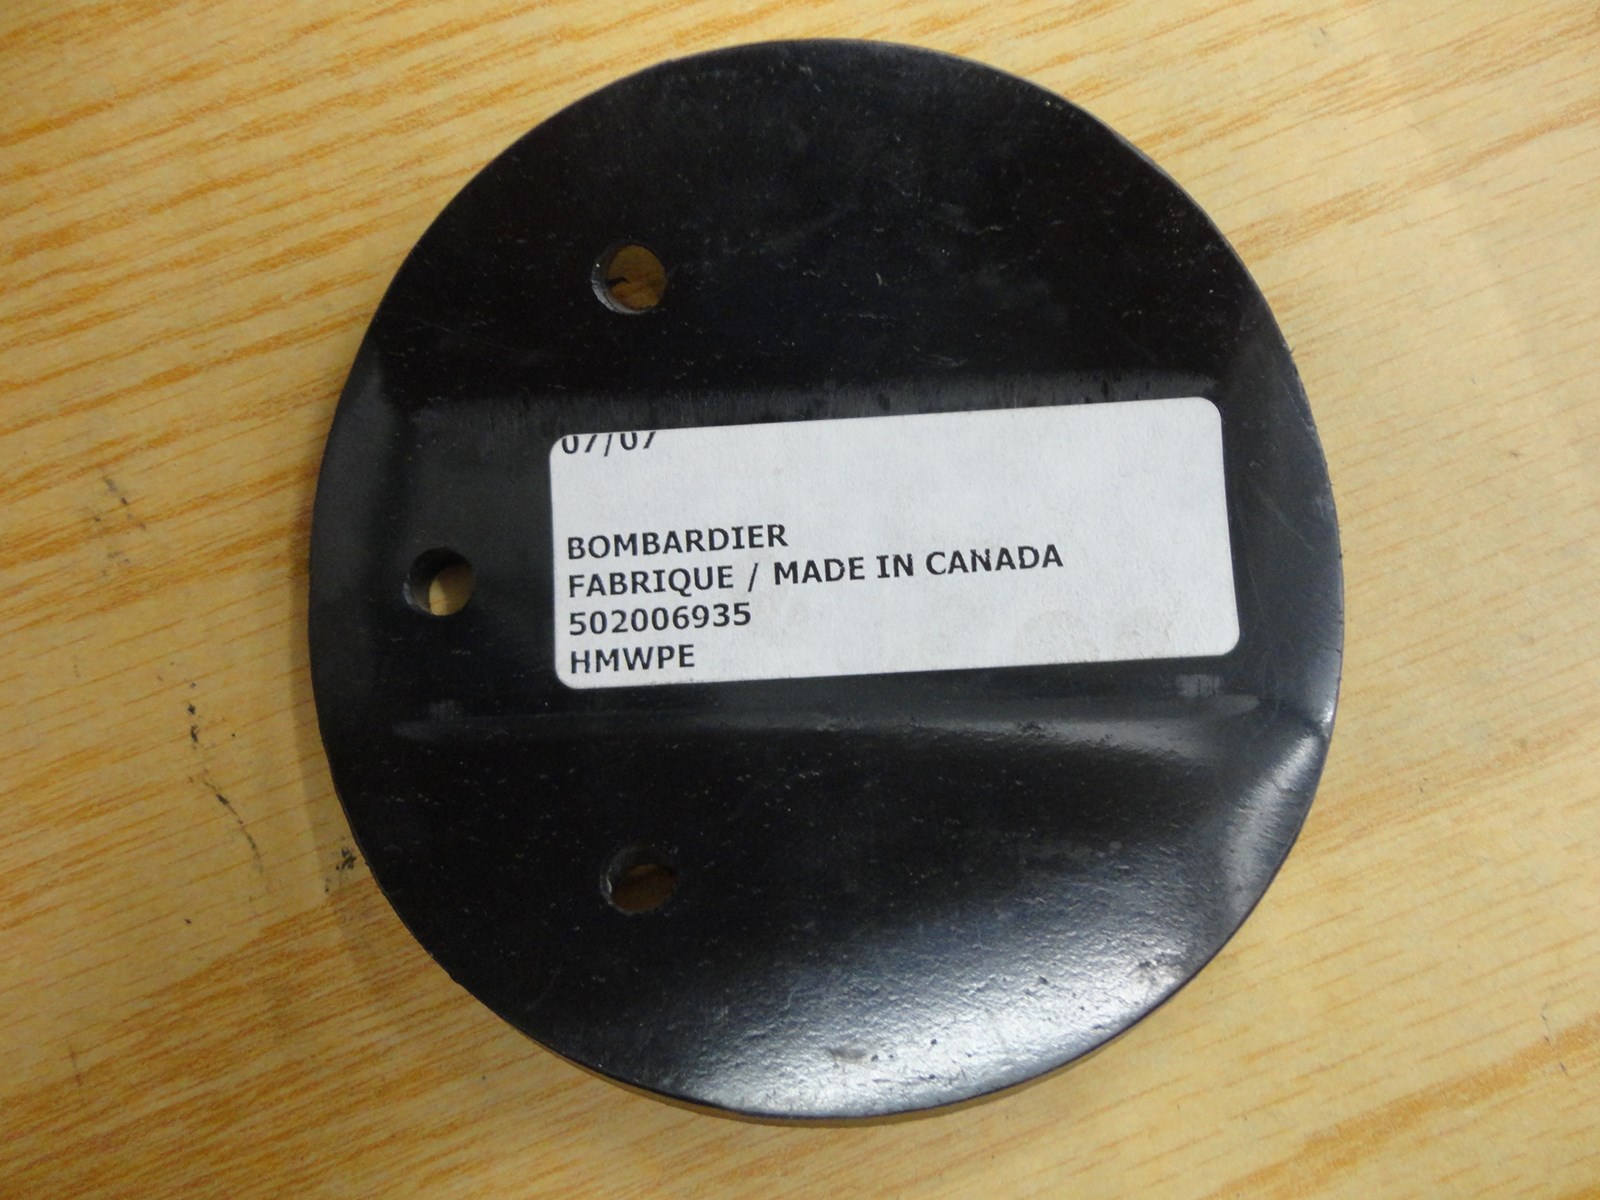 07/07
BOMBARDIER
FABRIQUE / MADE IN CANADA
502006935
HMWPE